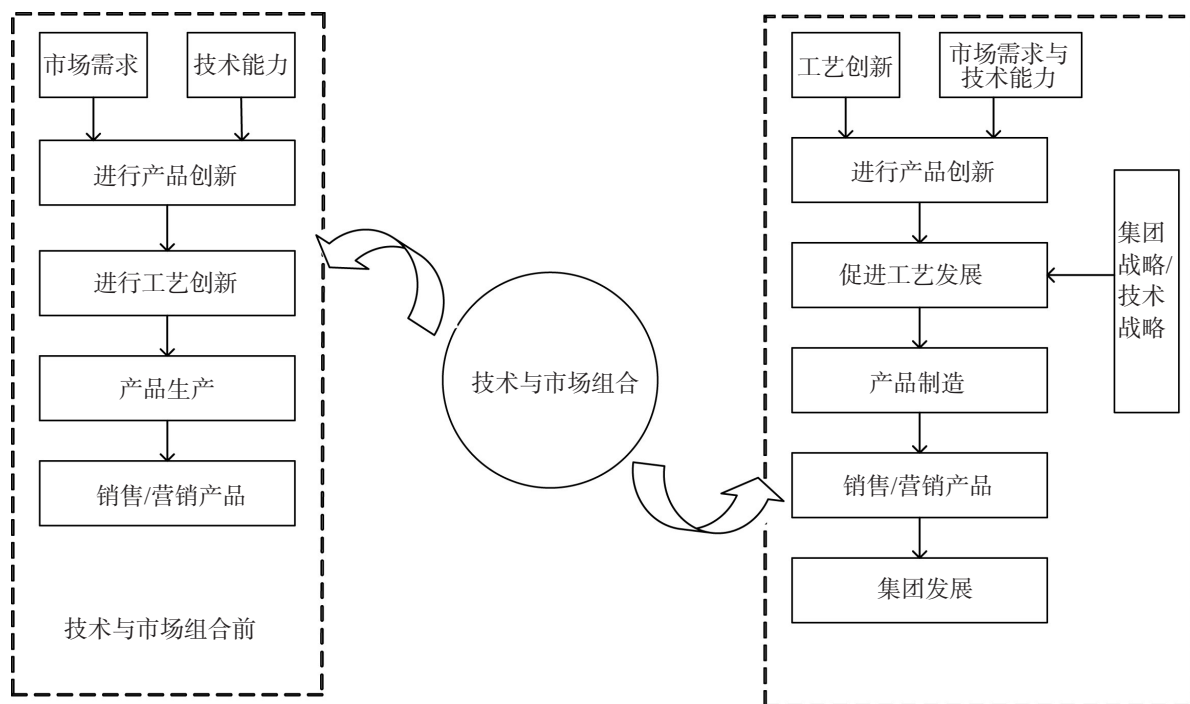 市场需求
技术能力
进行产品创新
进行工艺创新
产品生产
销售/营销产品
技术与市场组合前
技术与市场组合
工艺创新
市场需求与
技术能力
进行产品创新
促进工艺发展
产品制造
销售/营销产品
集团发展
集团
战略/
技术
战略